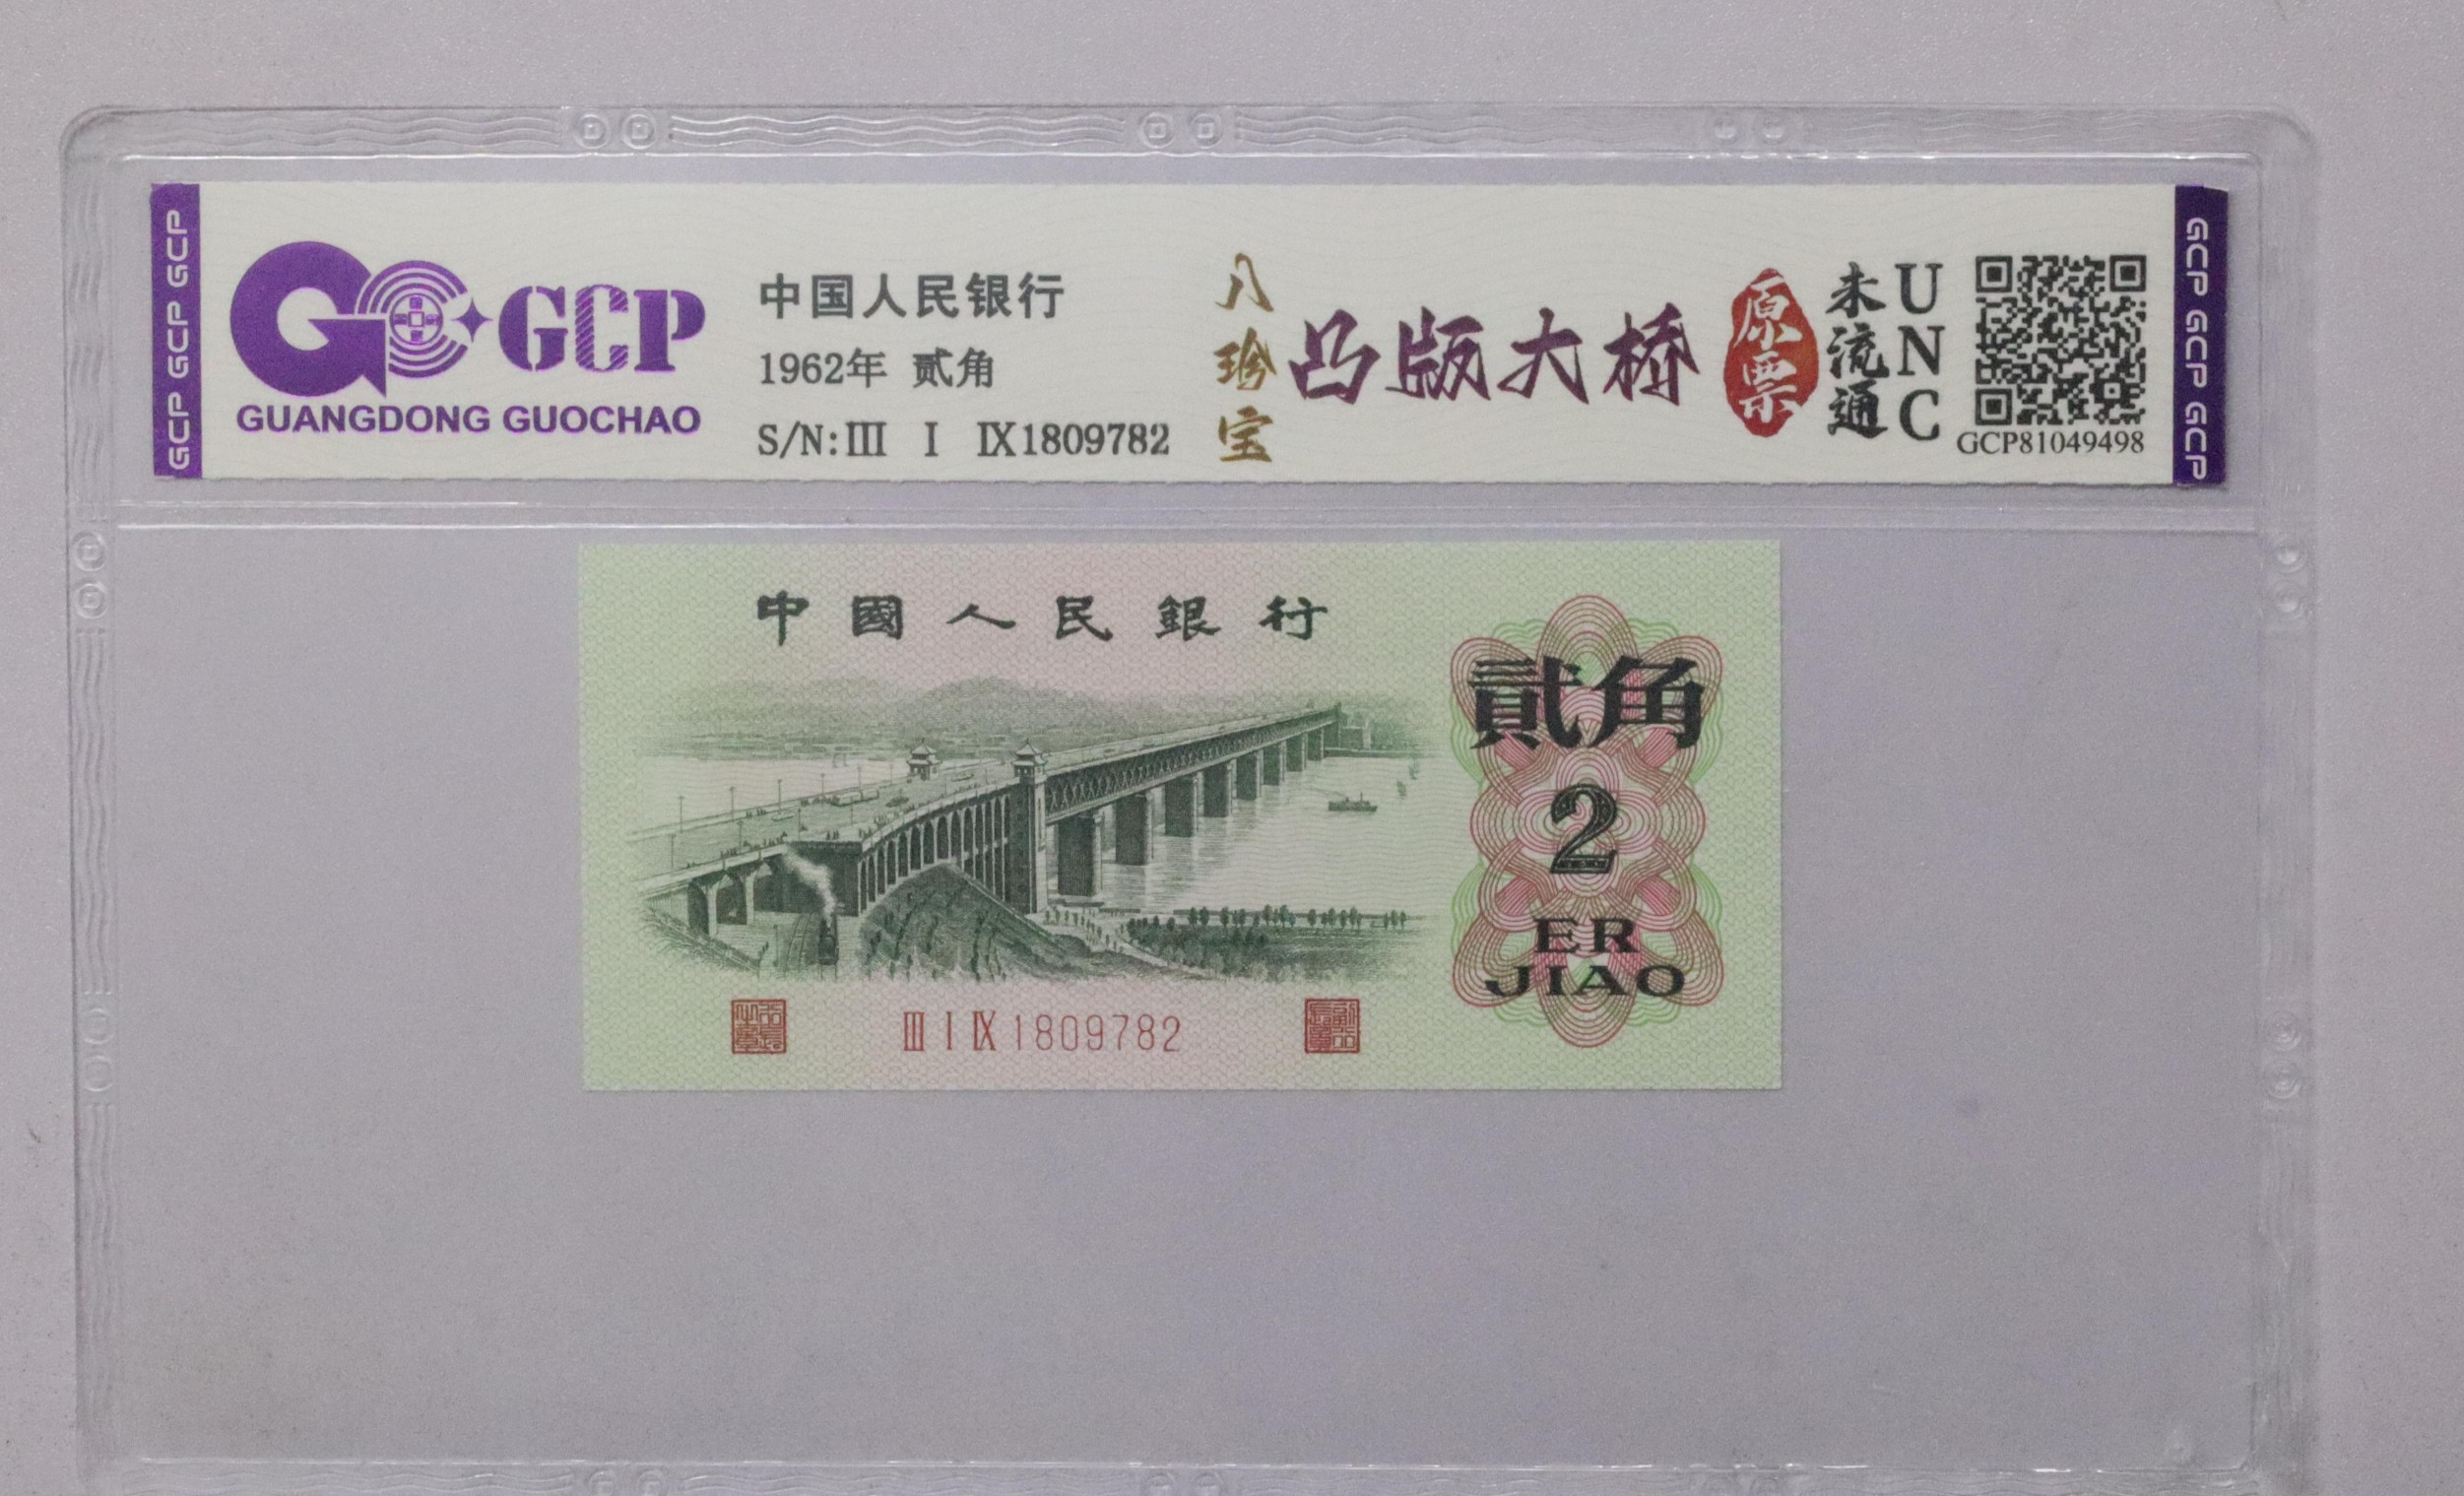 GCP GCP GCP
GCP
GUANGDONG GUOCHAO
中国人民银行
1962年 贰角
S/N:Ⅲ Ⅰ Ⅸ1809782
八珍宝
凸版大桥
原票
未流通
UNC
GCP81049498
GCP GCP GCP
中國人民銀行
貳角
2
ER
JIAO
Ⅲ Ⅰ Ⅸ 1809782